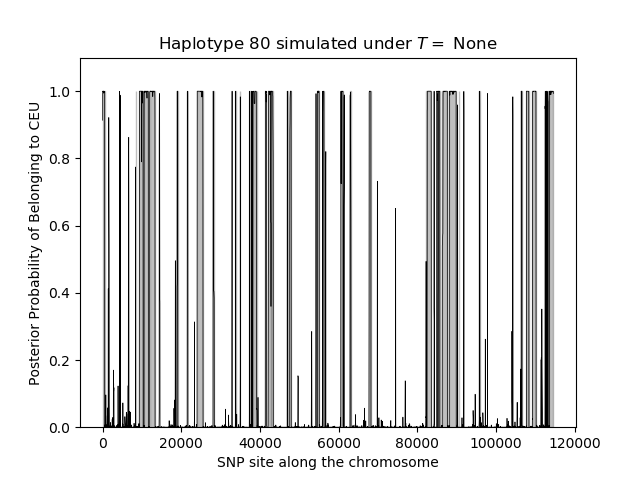 Haplotype 80 simulated under T = None
Posterior Probability of Belonging to CEU
1.0
0.8
0.6
0.4
0.2
0.0
0 20000 40000 60000 80000 100000 120000
SNP site along the chromosome